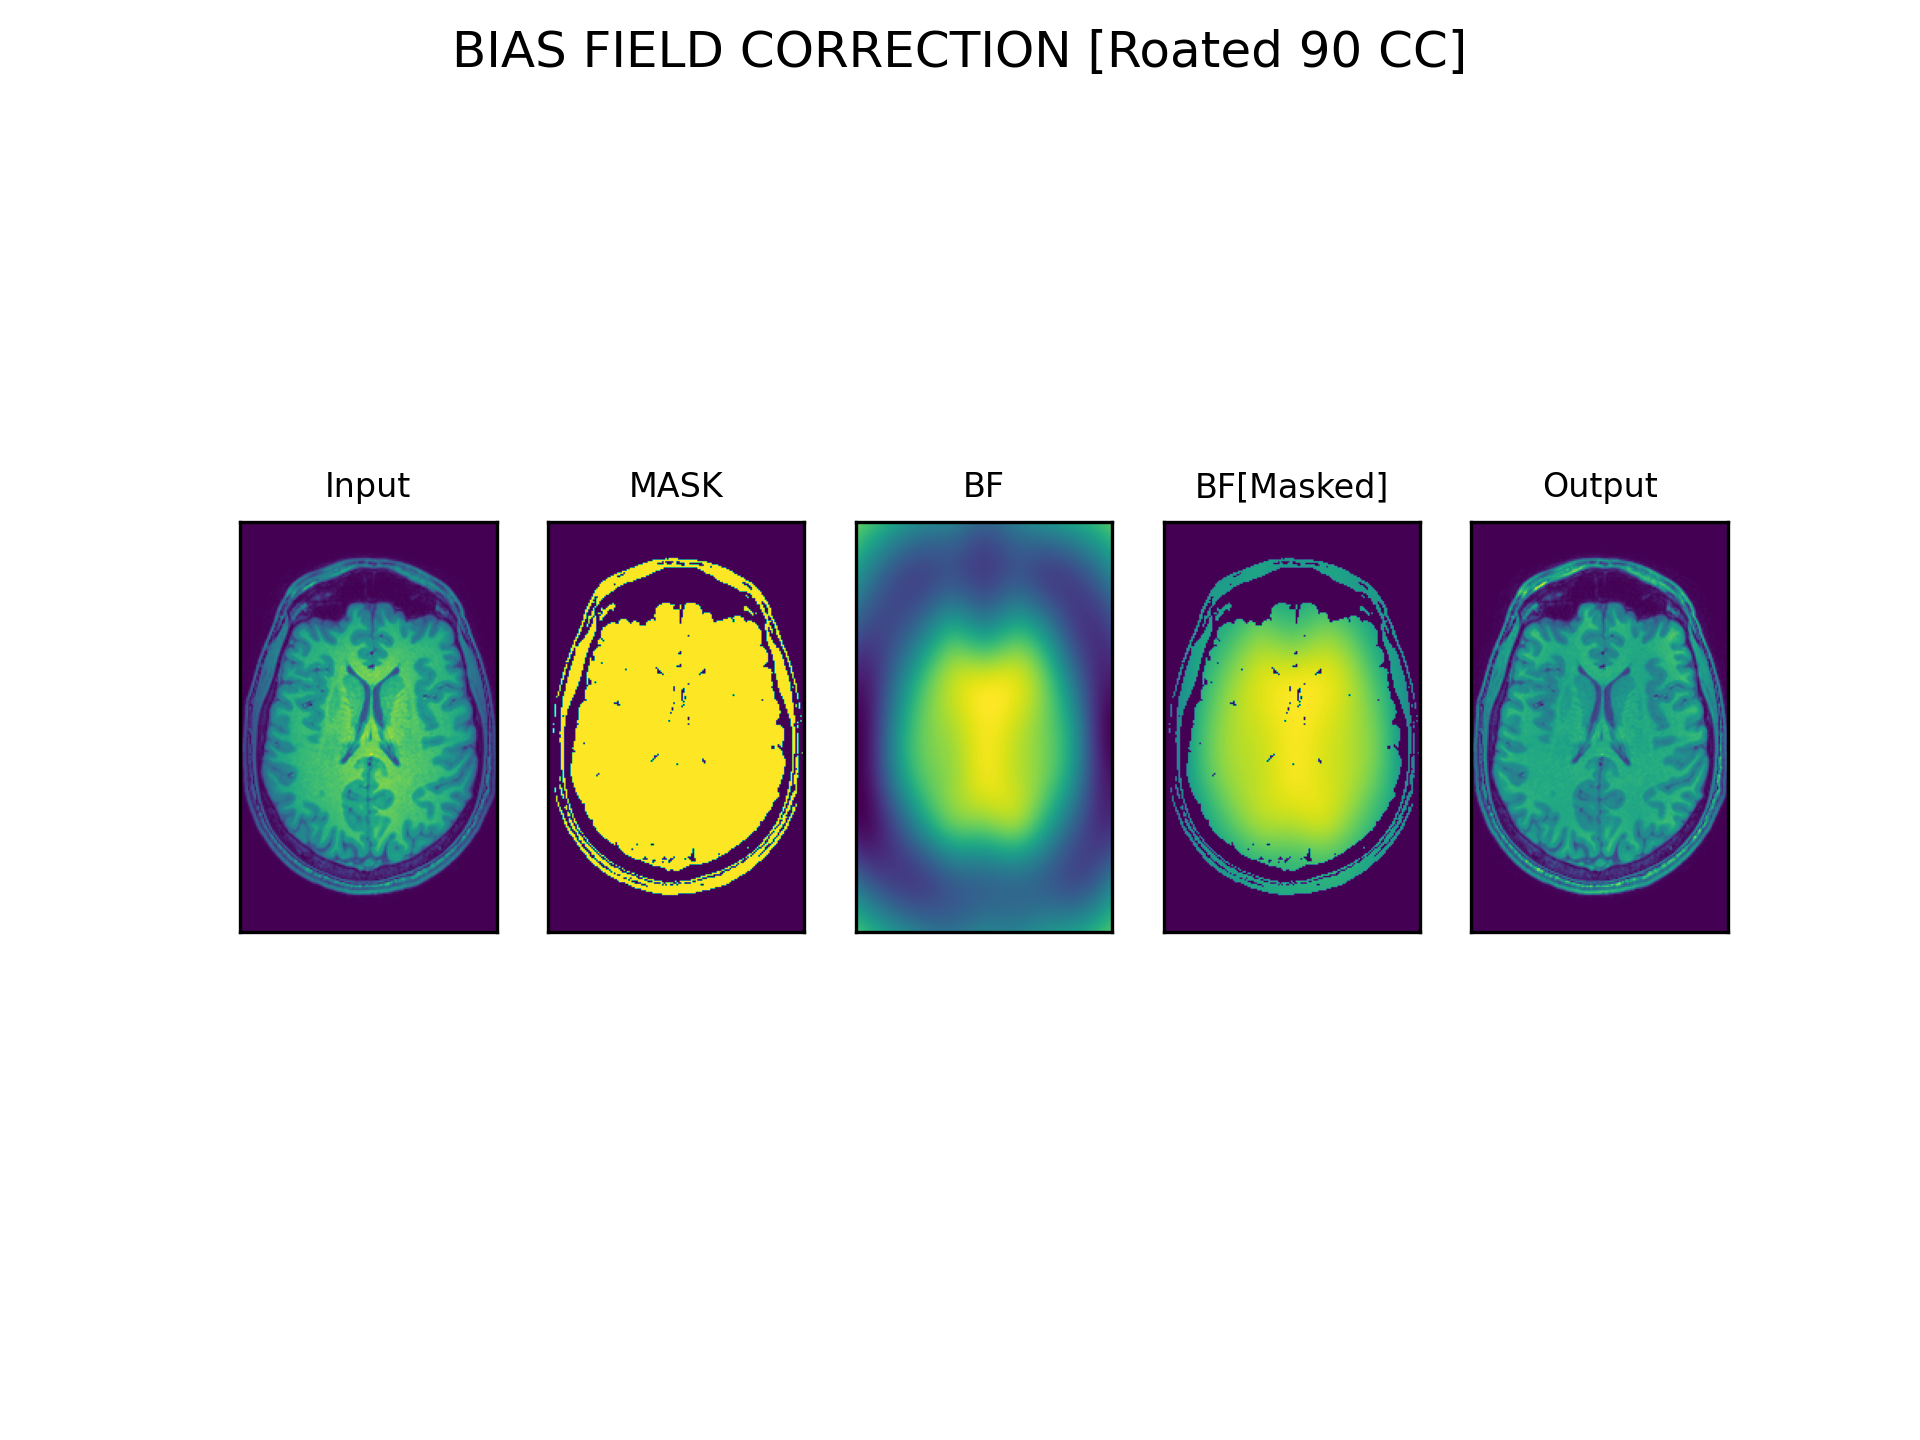 BIAS FIELD CORRECTION [Roated 90 CC]
Input
MASK
BF
BF[Masked]
Output